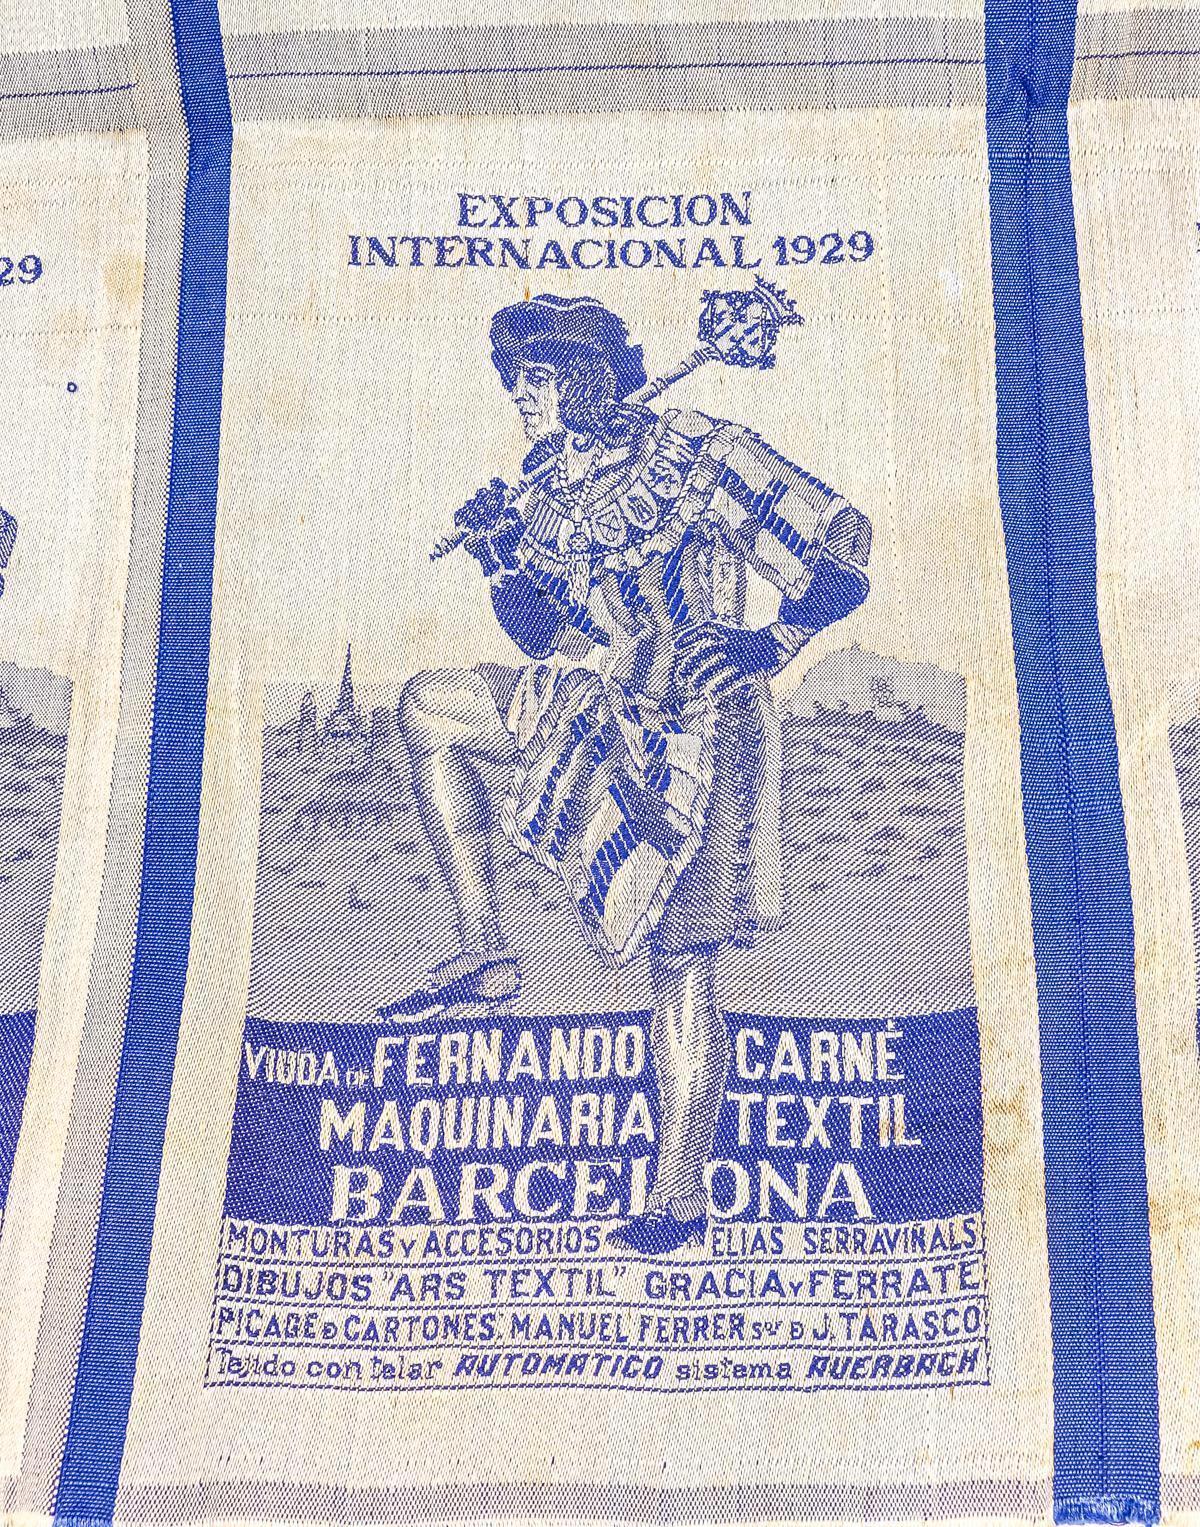 EXPOSICION
INTERNACIONAL 1929
29
VIUDA DE FERNANDO CARNÉ
MAQUINARIA TEXTIL
BARCELONA
MONTURAS Y ACCESORIOS ELIAS SERRAVIÑALS
DIBUJOS "ARS TEXTIL" GRACIA Y FERRATE
PICAGE D CARTONES: MANUEL FERRER Sor D J. TARASCO
Tejido con telar AUTOMATICO sistema AUERBACH